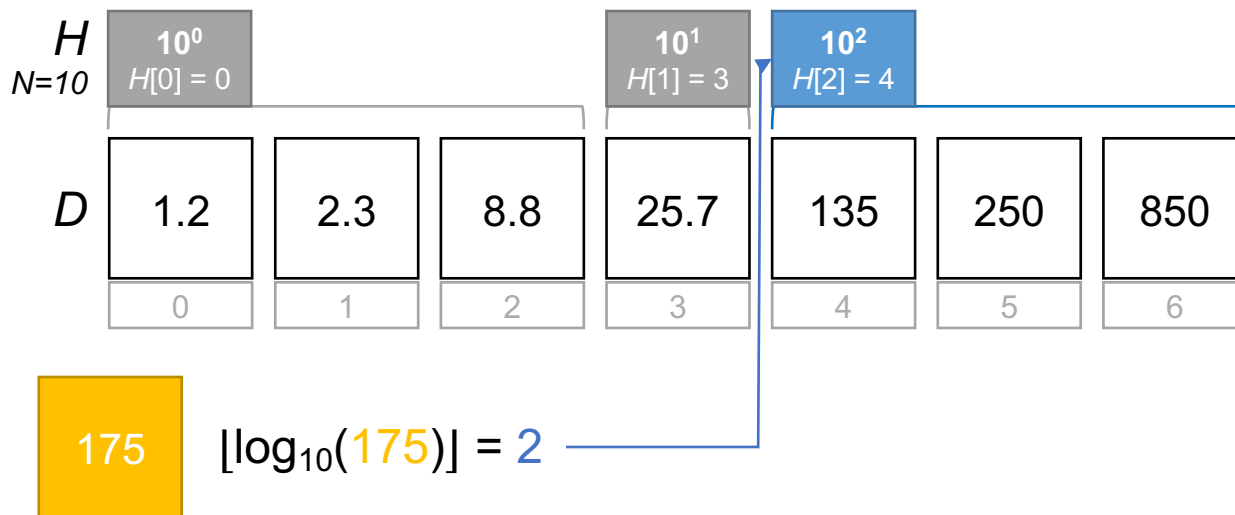 H
N=10
10⁰
H[0] = 0
10¹
H[1] = 3
10²
H[2] = 4
D
1.2 2.3 8.8 25.7 135 250 850
0 1 2 3 4 5 6
175
⌊log₁₀(175)⌋ = 2